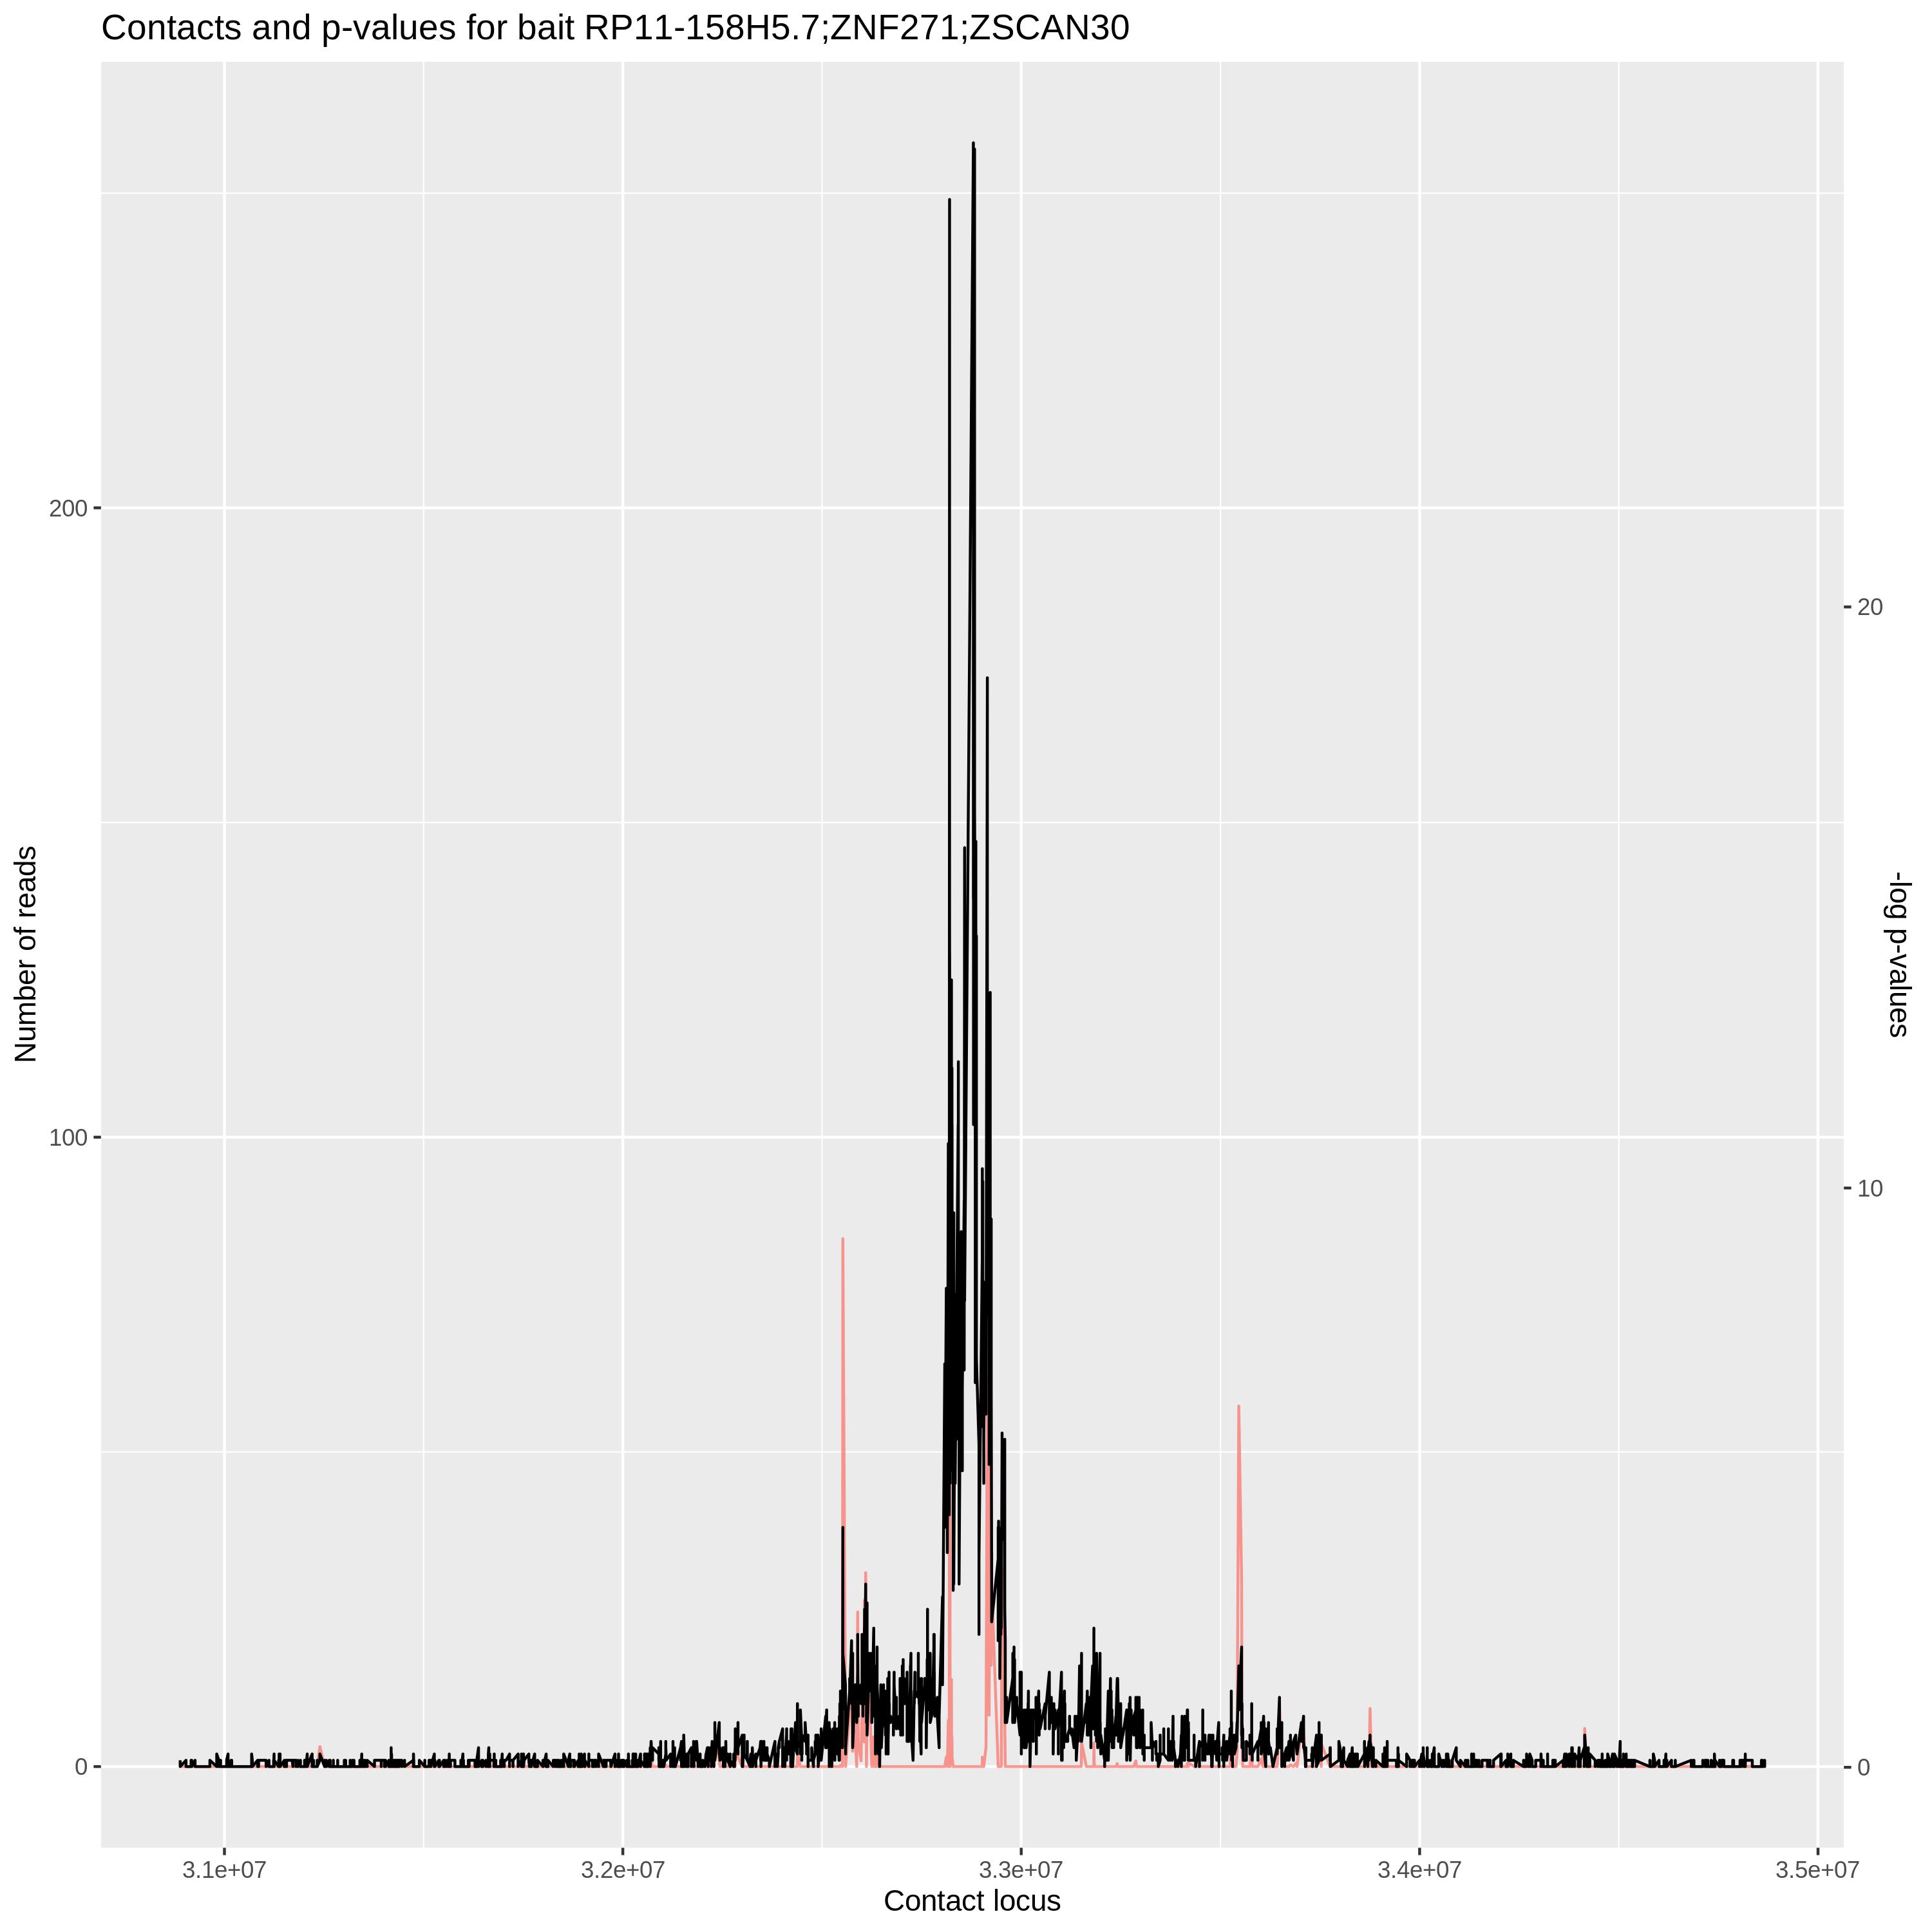 Contacts and p-values for bait RP11-158H5.7;ZNF271;ZSCAN30
Number of reads
200
100
0
20
10
0
-log p-values
3.1e+07 3.2e+07 3.3e+07 3.4e+07 3.5e+07
Contact locus